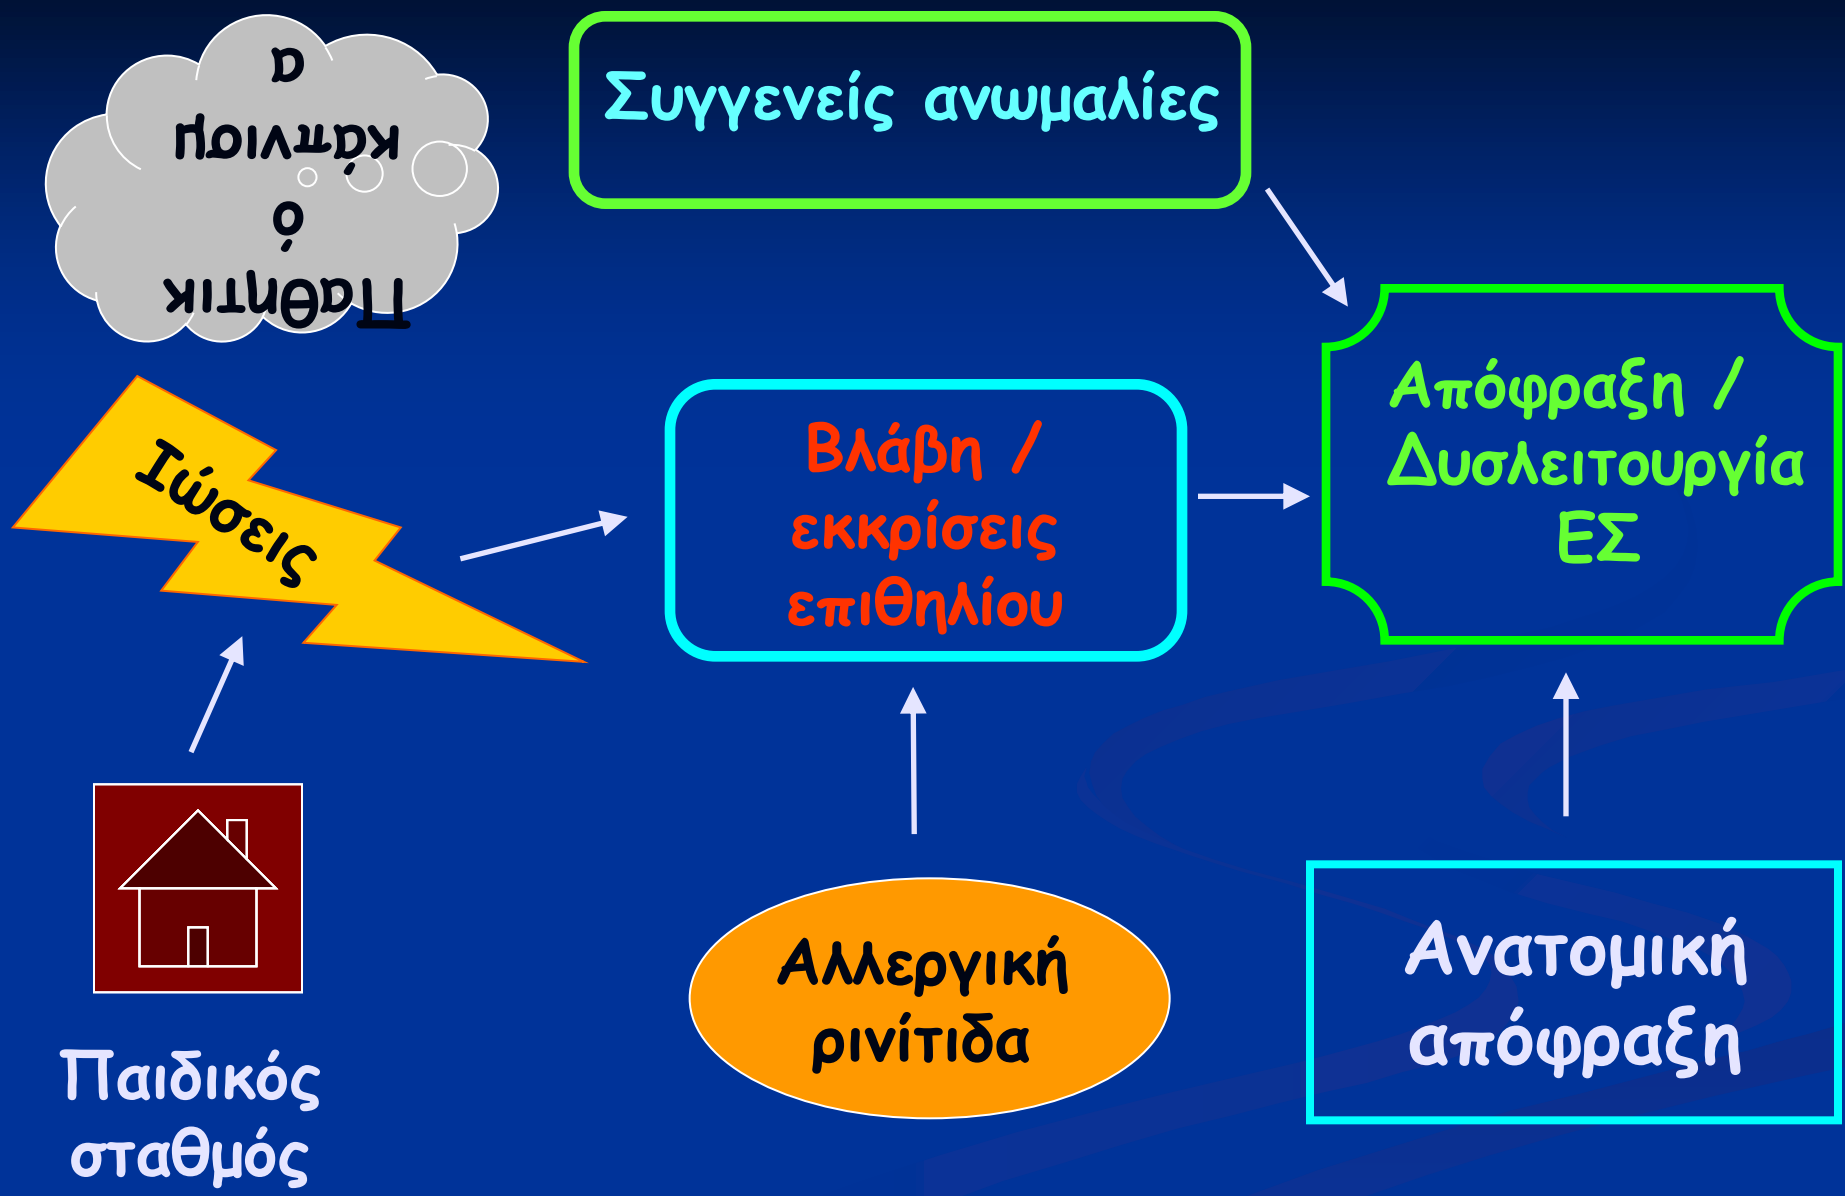 Παθητικ
ό
κάπνισμ
α
Συγγενείς ανωμαλίες
Ιώσεις
Βλάβη /
εκκρίσεις
επιθηλίου
Απόφραξη /
Δυσλειτουργία
ΕΣ
Παιδικός
σταθμός
Αλλεργική
ρινίτιδα
Ανατομική
απόφραξη